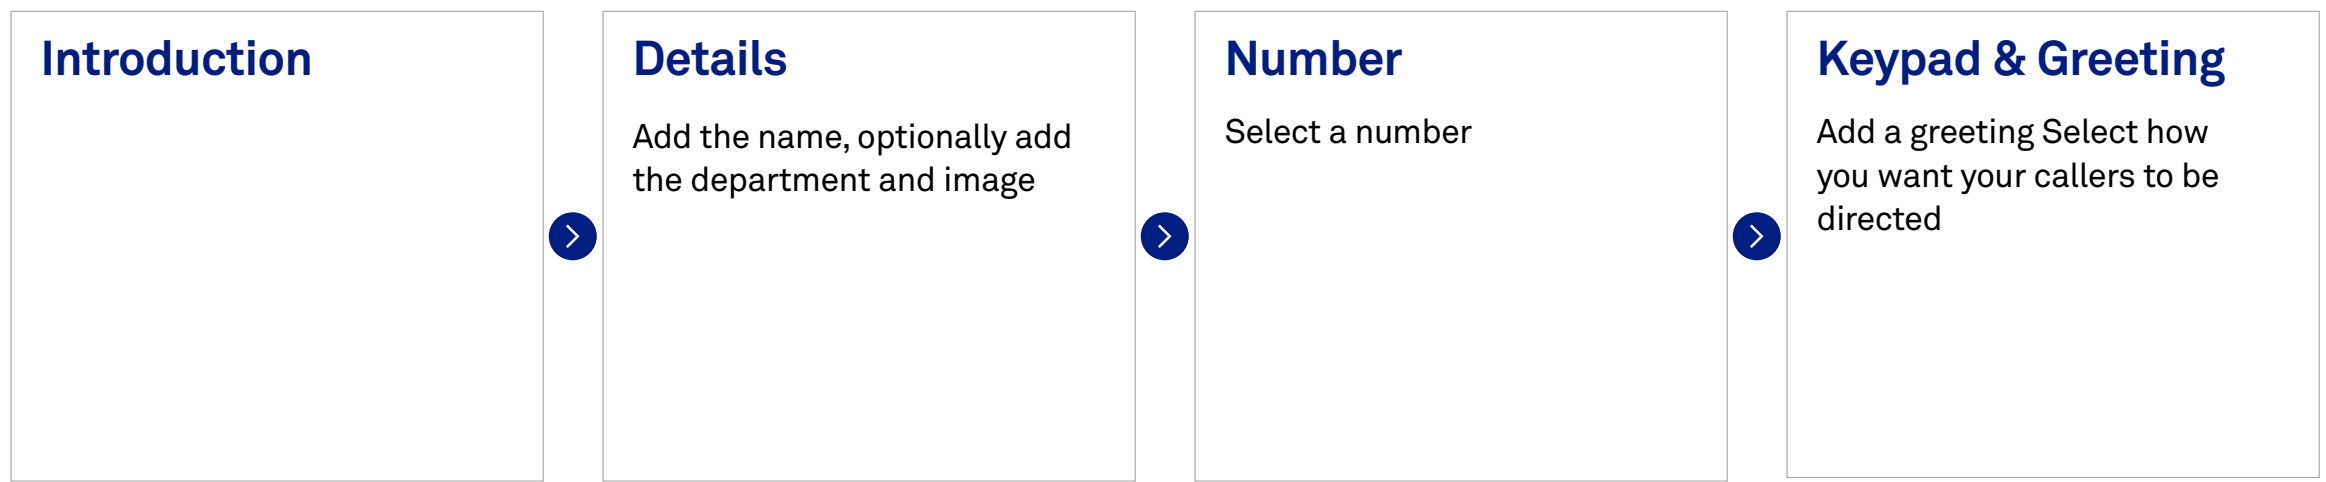 Introduction
Details
Add the name, optionally add
the department and image
Number
Select a number
Keypad & Greeting
Add a greeting Select how
you want your callers to be
directed